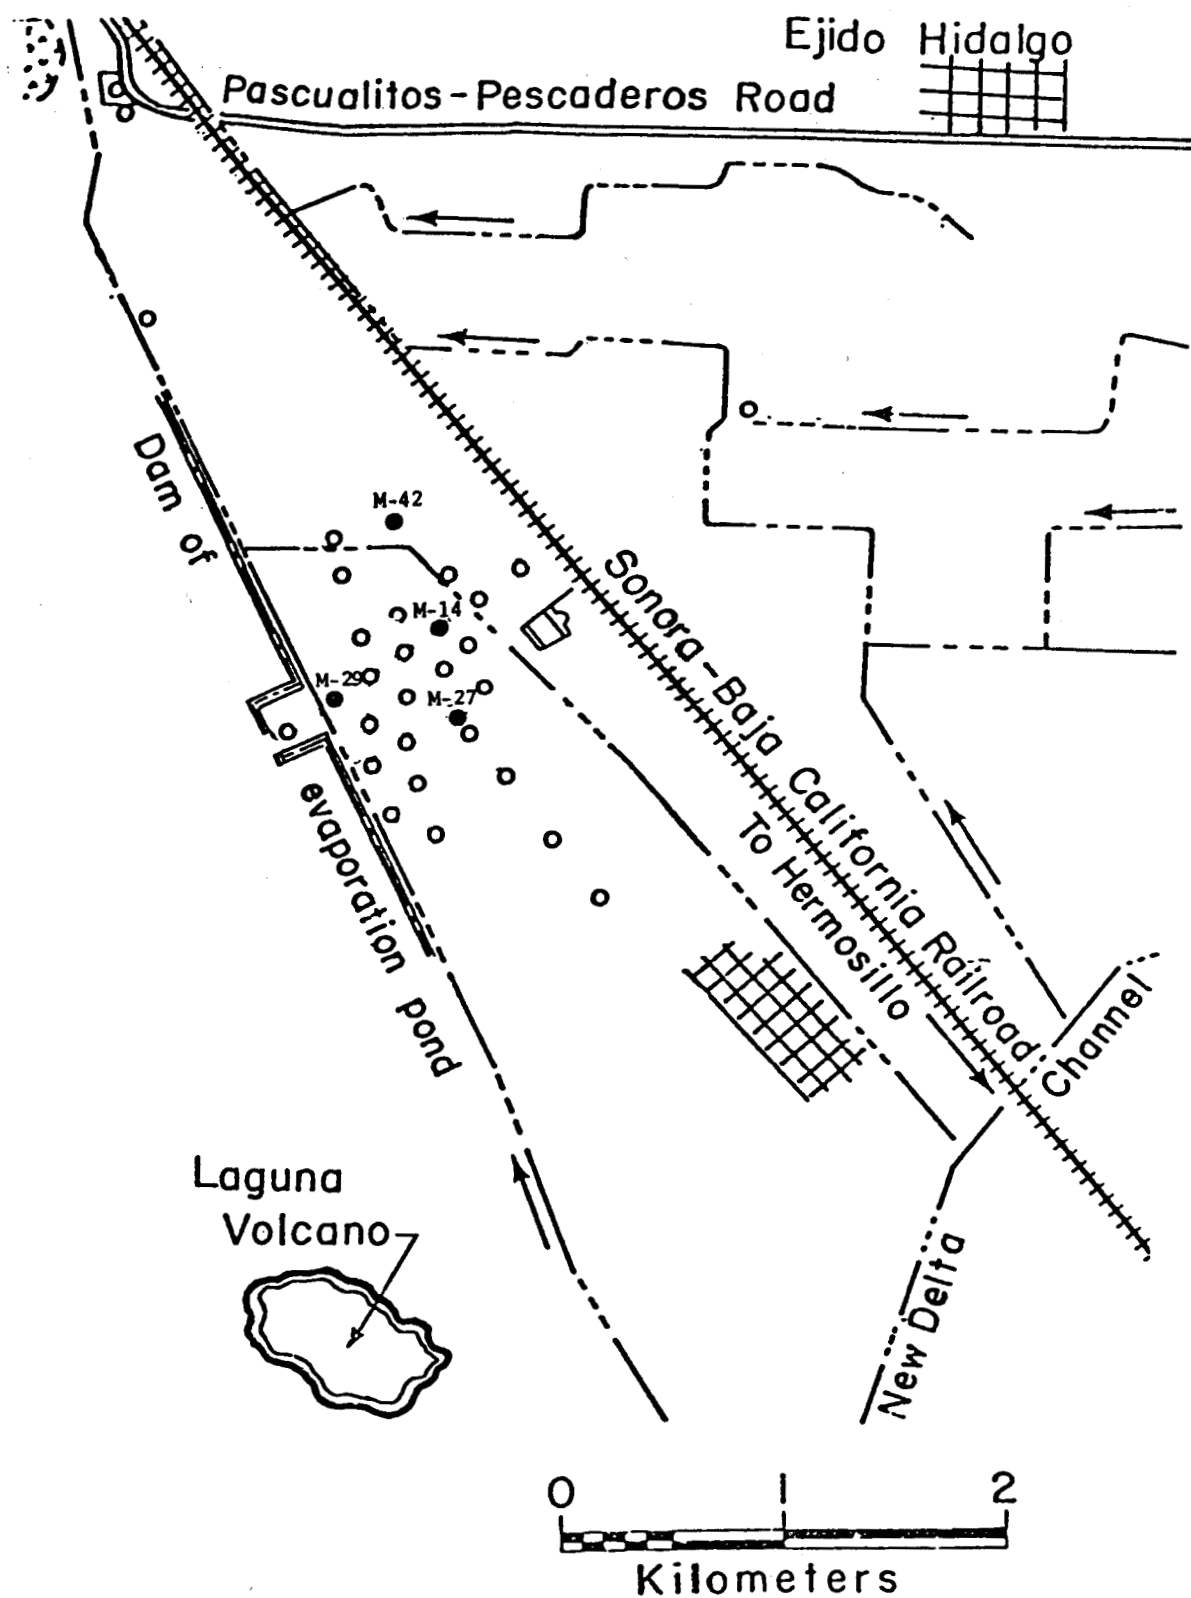 Ejido Hidalgo
Pascualitos-Pescaderos Road
Dam of
evaporation pond
M-42
M-14
M-29
M-27
Sonora-Baja California Railroad
To Hermosillo
Channel
New Delta
Laguna
Volcano
0 1 2
Kilometers